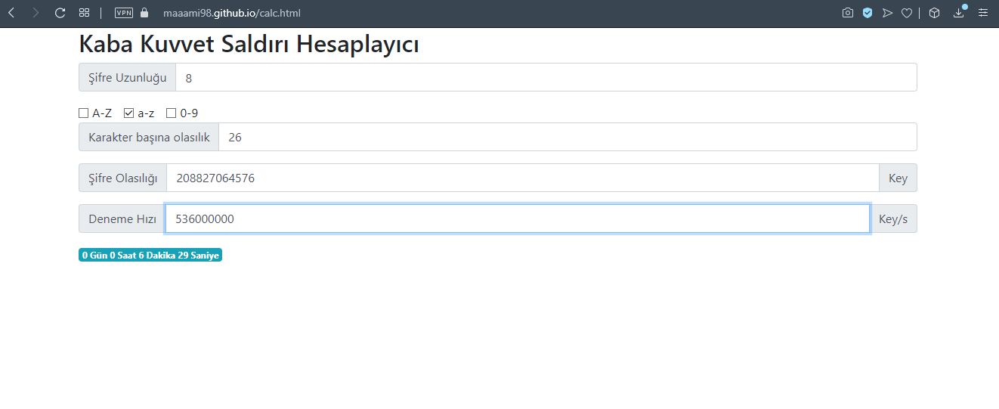 VPN maaami98.github.io/calc.html
Kaba Kuvvet Saldırı Hesaplayıcı
Şifre Uzunluğu 8
A-Z a-z 0-9
Karakter başına olasılık 26
Şifre Olasılığı 208827064576 Key
Deneme Hızı 536000000 Key/s
0 Gün 0 Saat 6 Dakika 29 Saniye